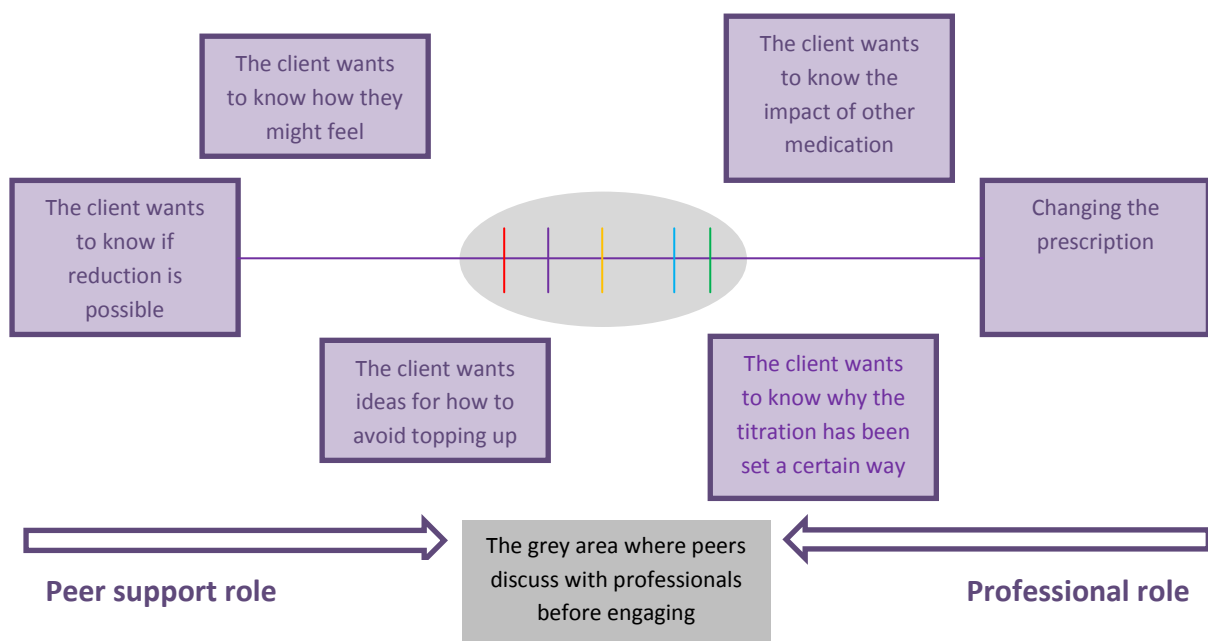 The client wants
to know how they
might feel
The client wants
to know the
impact of other
medication
The client wants
to know if
reduction is
possible
Changing the
prescription
The client wants
ideas for how to
avoid topping up
The client wants
to know why the
titration has been
set a certain way
Peer support role
The grey area where peers
discuss with professionals
before engaging
Professional role